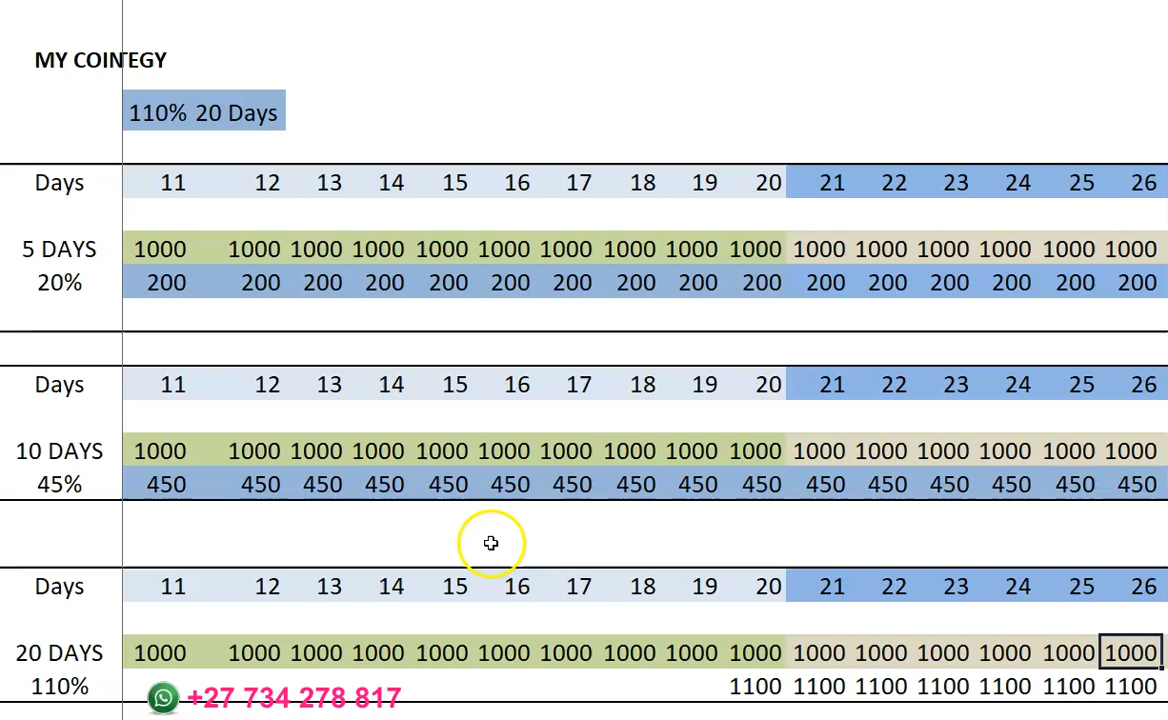 MY COINTEGY
110% 20 Days
Days 11 12 13 14 15 16 17 18 19 20 21 22 23 24 25 26
5 DAYS 1000 1000 1000 1000 1000 1000 1000 1000 1000 1000 1000 1000 1000 1000 1000 1000
20% 200 200 200 200 200 200 200 200 200 200 200 200 200 200 200 200
Days 11 12 13 14 15 16 17 18 19 20 21 22 23 24 25 26
10 DAYS 1000 1000 1000 1000 1000 1000 1000 1000 1000 1000 1000 1000 1000 1000 1000 1000
45% 450 450 450 450 450 450 450 450 450 450 450 450 450 450 450 450
Days 11 12 13 14 15 16 17 18 19 20 21 22 23 24 25 26
20 DAYS 1000 1000 1000 1000 1000 1000 1000 1000 1000 1000 1000 1000 1000 1000 1000 1000
110% 1100 1100 1100 1100 1100 1100 1100
+27 734 278 817